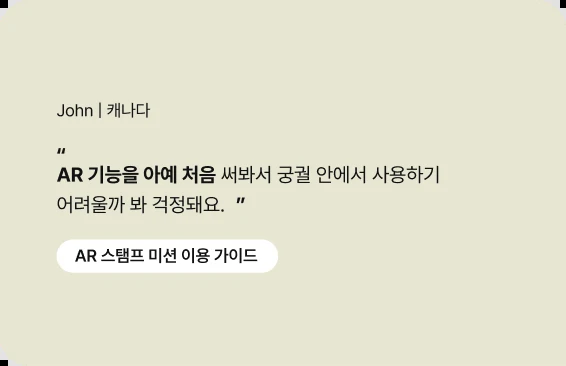 John | 캐나다
“
AR 기능을 아예 처음 써봐서 궁궐 안에서 사용하기
어려울까 봐 걱정돼요. ”
AR 스탬프 미션 이용 가이드